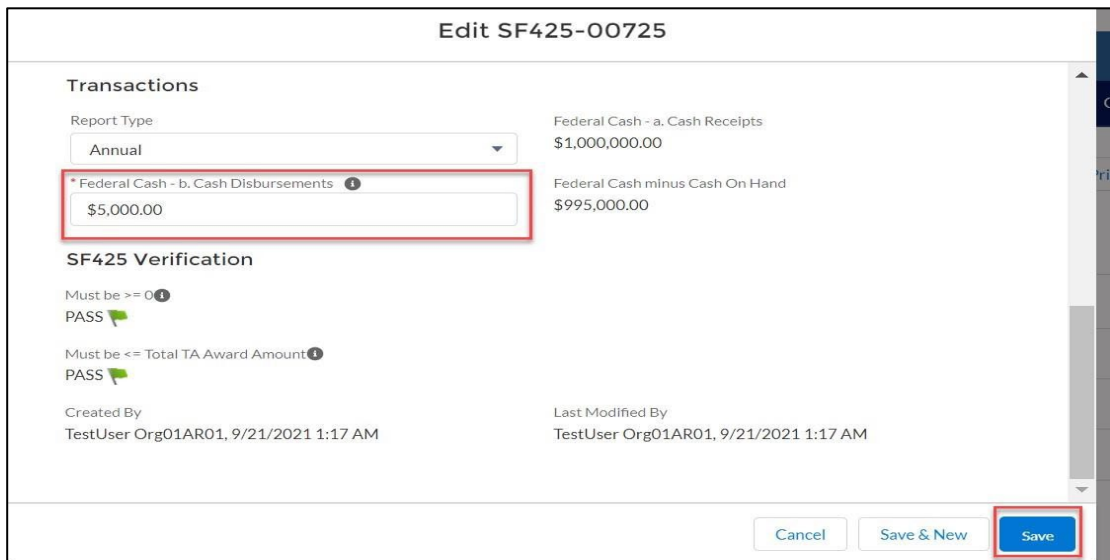 Edit SF425-00725
Transactions
Report Type
Annual
Federal Cash - a. Cash Receipts
$1,000,000.00
* Federal Cash - b. Cash Disbursements
$5,000.00
Federal Cash minus Cash On Hand
$995,000.00
SF425 Verification
Must be >= 0
PASS
Must be <= Total TA Award Amount
PASS
Created By
TestUser Org01AR01, 9/21/2021 1:17 AM
Last Modified By
TestUser Org01AR01, 9/21/2021 1:17 AM
Cancel
Save & New
Save